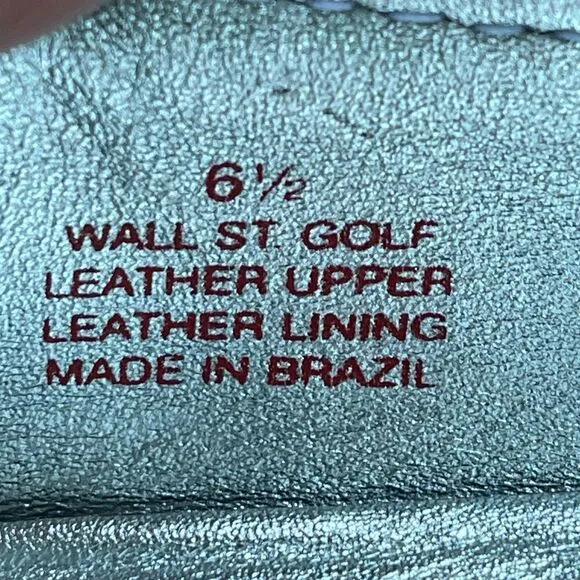 6½
WALL ST. GOLF
LEATHER UPPER
LEATHER LINING
MADE IN BRAZIL